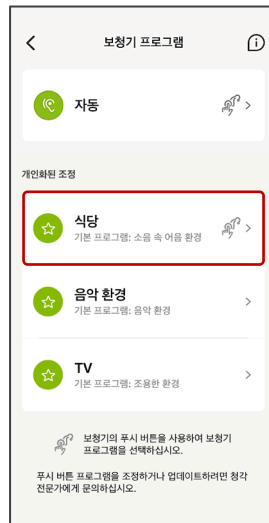 보청기 프로그램
자동
개인화된 조정
식당
기본 프로그램: 소음 속 어음 환경
음악 환경
기본 프로그램: 음악 환경
TV
기본 프로그램: 조용한 환경
보청기의 푸시 버튼을 사용하여 보청기
프로그램을 선택하십시오.
푸시 버튼 프로그램을 조정하거나 업데이트하려면 청각
전문가에게 문의하십시오.